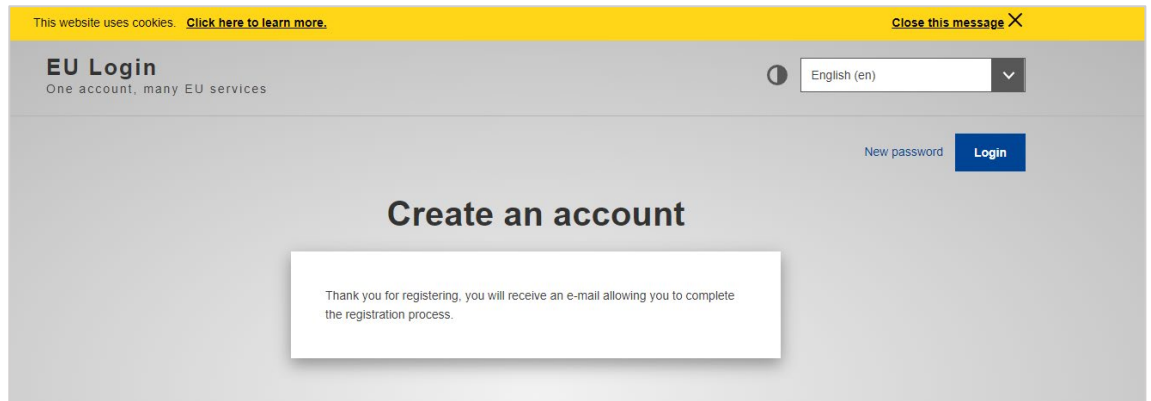 This website uses cookies. Click here to learn more. Close this message
EU Login
One account, many EU services
English (en)
New password Login
Create an account
Thank you for registering, you will receive an e-mail allowing you to complete
the registration process.